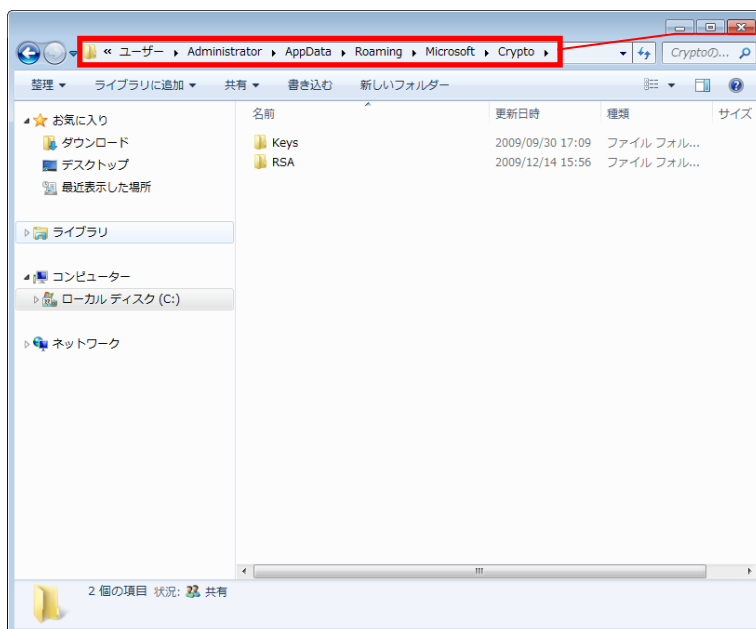 « ユーザー ▸ Administrator ▸ AppData ▸ Roaming ▸ Microsoft ▸ Crypto ▸
Cryptoの...
整理 ▼ ライブラリに追加 ▼ 共有 ▼ 書き込む 新しいフォルダー
お気に入り
ダウンロード
デスクトップ
最近表示した場所
ライブラリ
コンピューター
ローカル ディスク (C:)
ネットワーク
名前 更新日時 種類 サイズ
Keys 2009/09/30 17:09 ファイル フォル...
RSA 2009/12/14 15:56 ファイル フォル...
2 個の項目 状況: 共有